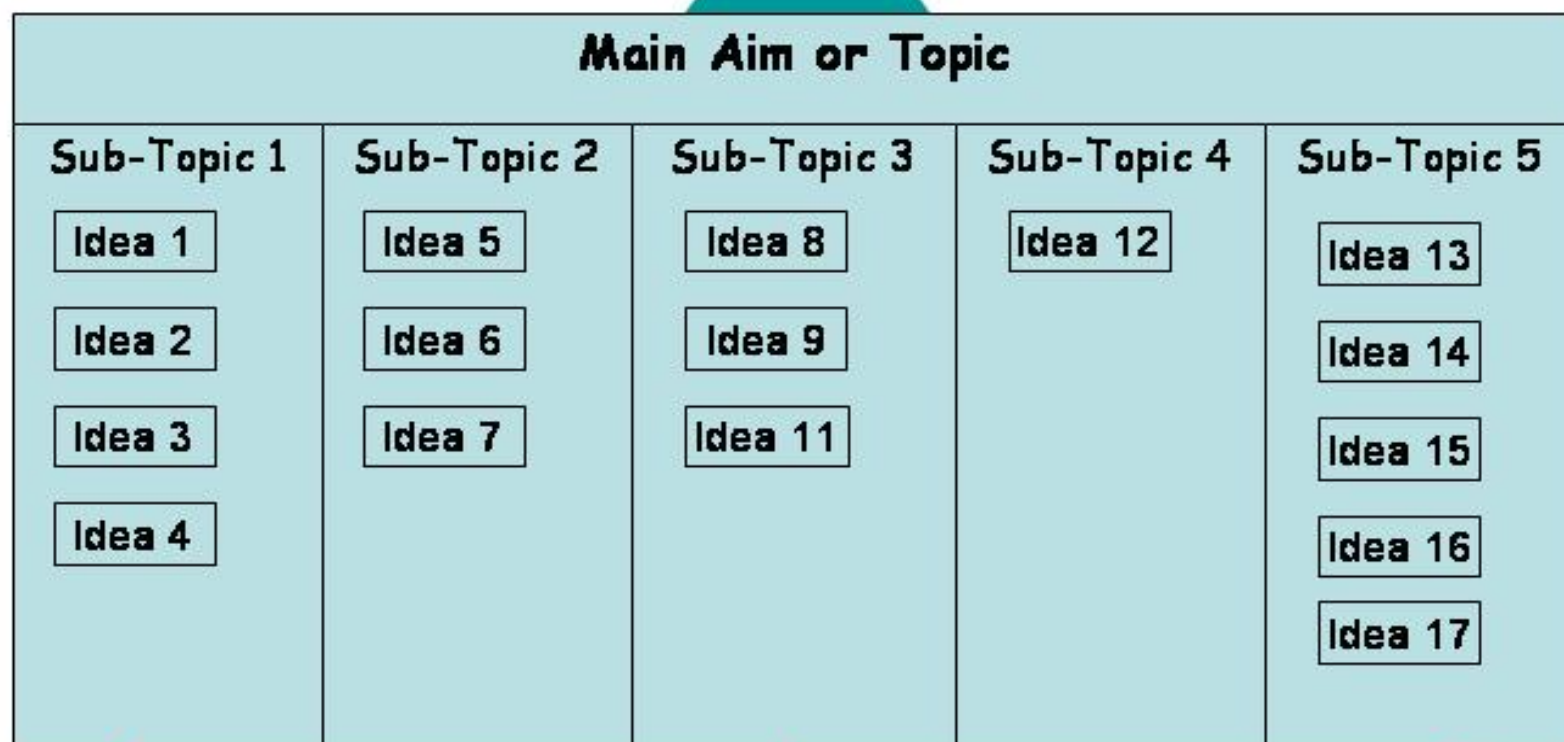 Main Aim or Topic
Sub-Topic 1
Idea 1
Idea 2
Idea 3
Idea 4
Sub-Topic 2
Idea 5
Idea 6
Idea 7
Sub-Topic 3
Idea 8
Idea 9
Idea 11
Sub-Topic 4
Idea 12
Sub-Topic 5
Idea 13
Idea 14
Idea 15
Idea 16
Idea 17